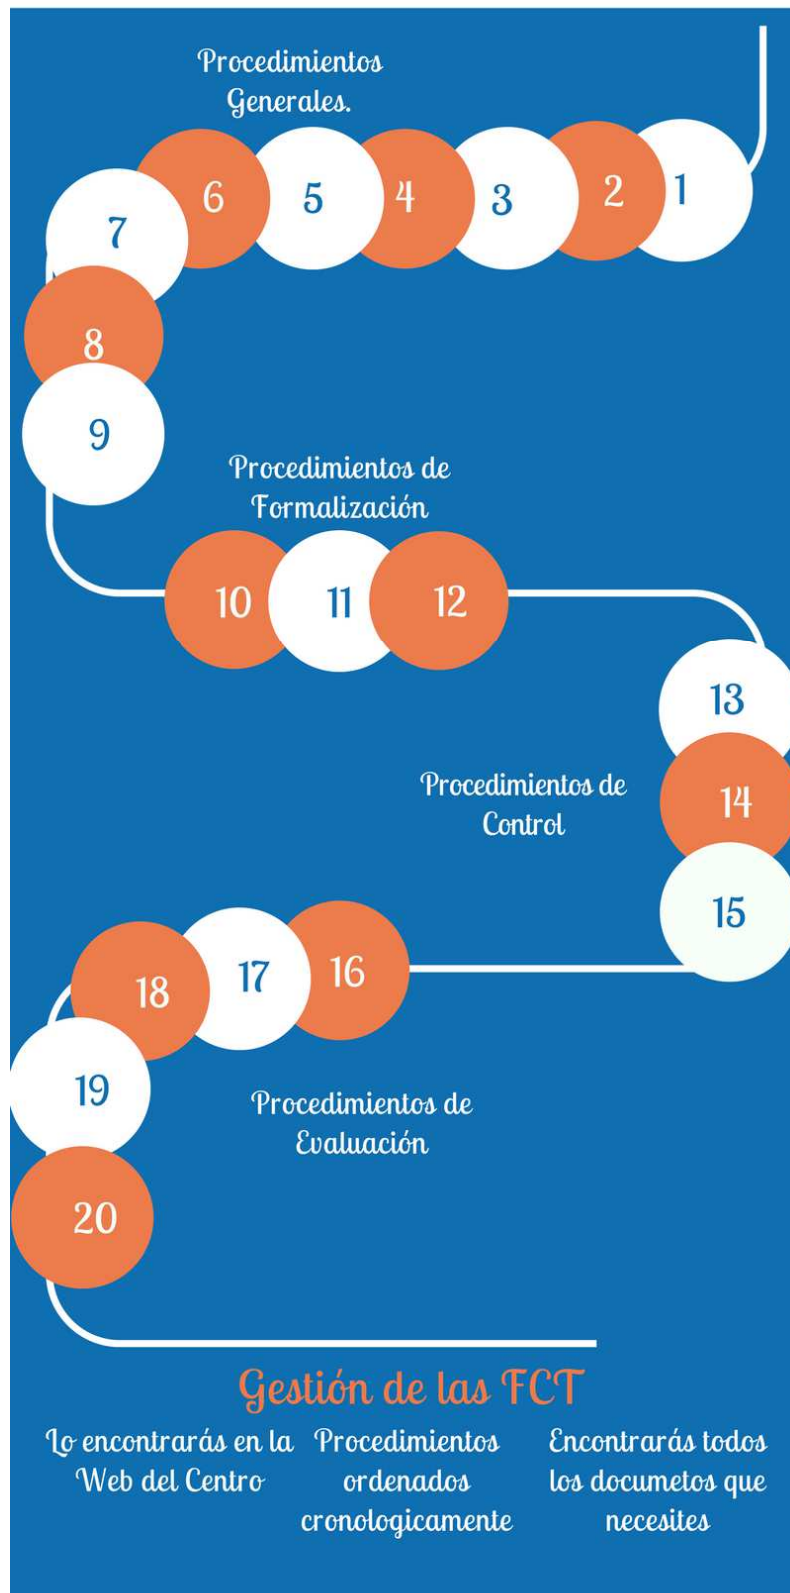 Procedimientos
Generales.
7 6 5 4 3 2 1
8
9
Procedimientos de
Formalización
10 11 12
13
Procedimientos de
Control
14
15
18 17 16
19
Procedimientos de
Evaluación
20
Gestión de las FCT
Lo encontrarás en la
Web del Centro
Procedimientos
ordenados
cronologicamente
Encontrarás todos
los documetos que
necesites